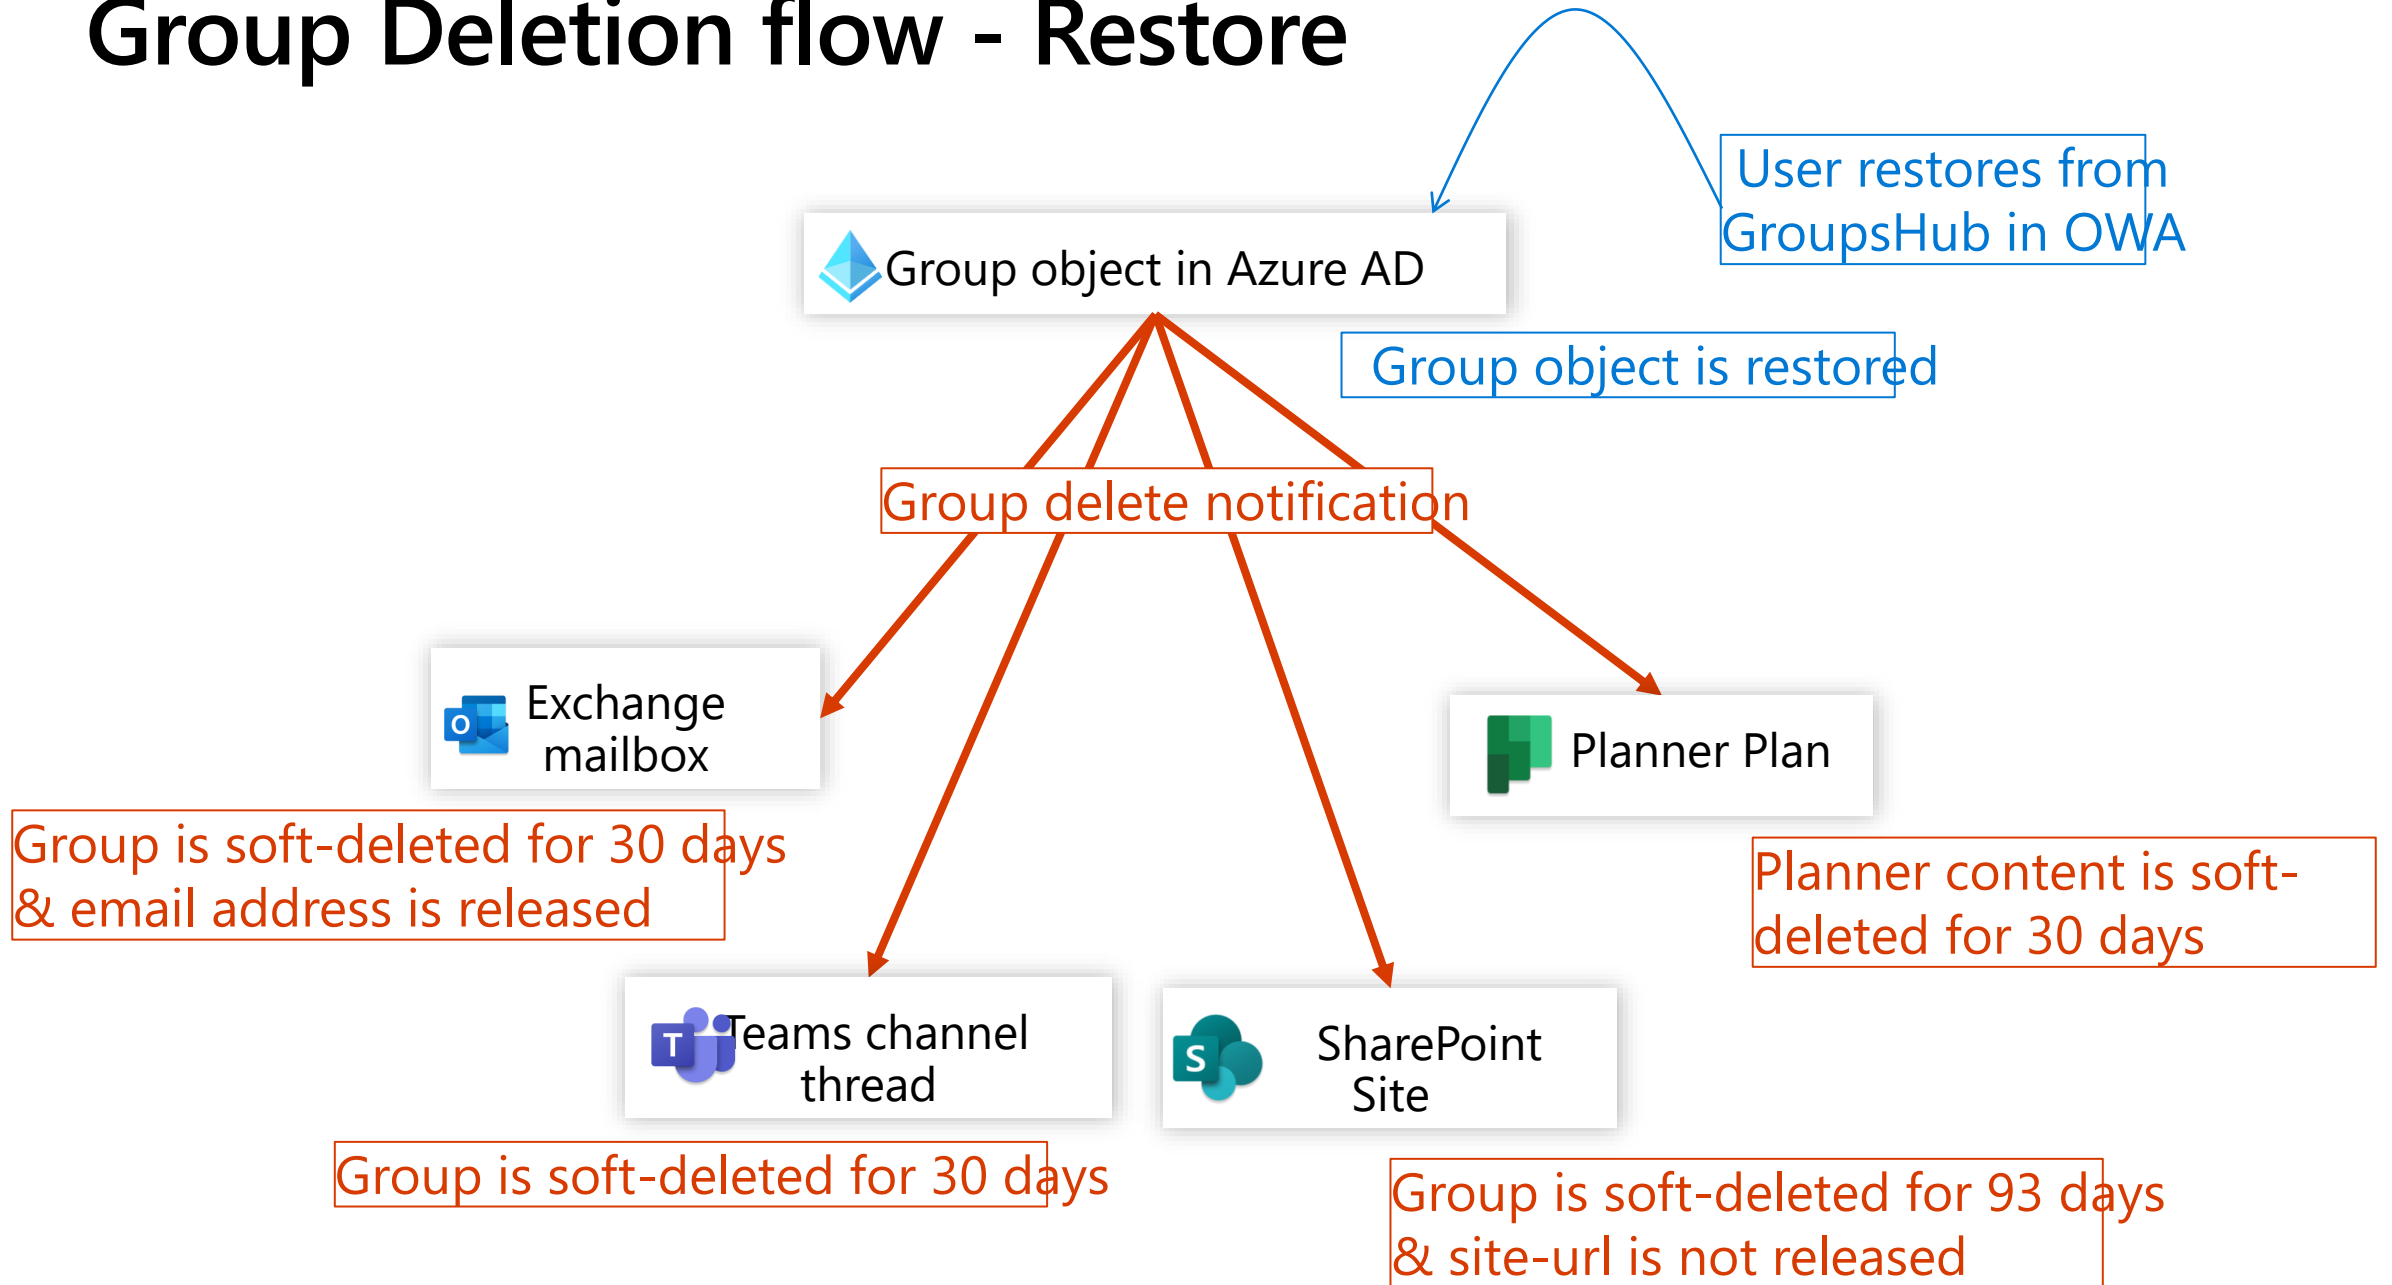 Group Deletion flow - Restore
User restores from
GroupsHub in OWA
Group object in Azure AD
Group object is restored
Group delete notification
O
Exchange
mailbox
Planner Plan
Group is soft-deleted for 30 days
& email address is released
Planner content is soft-
deleted for 30 days
T
Teams channel
thread
S
SharePoint
Site
Group is soft-deleted for 30 days
Group is soft-deleted for 93 days
& site-url is not released